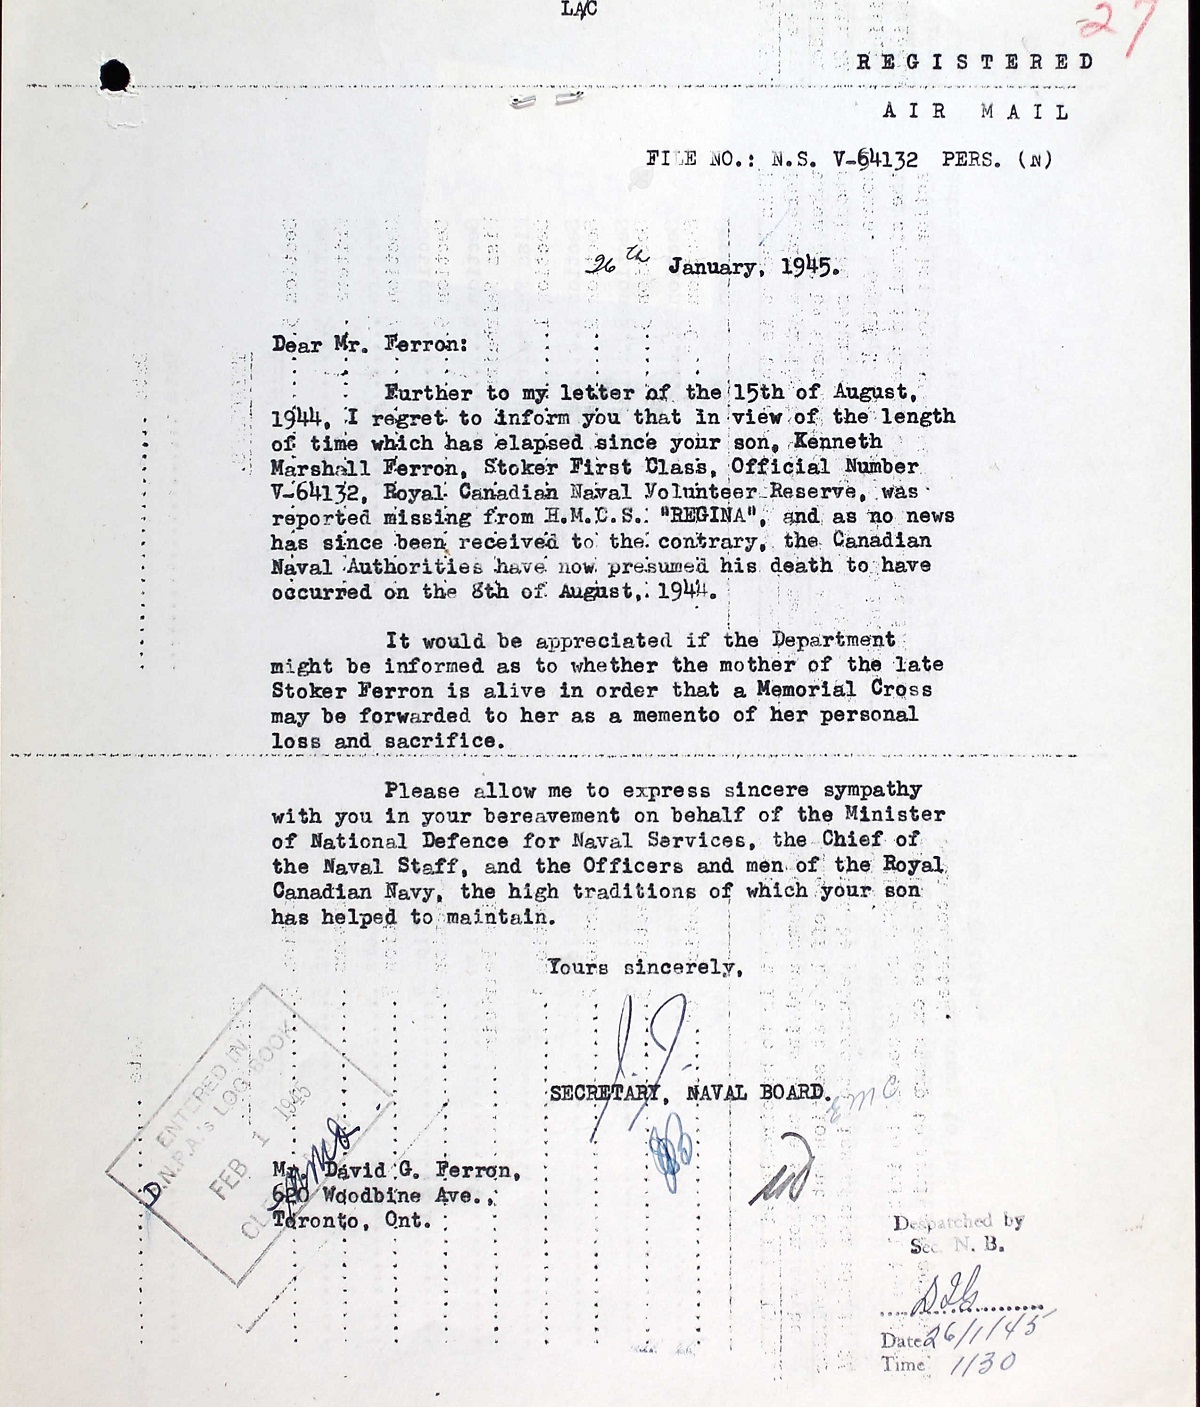 LAC
27
REGISTERED
AIR MAIL
FILE NO.: N.S. V-64132 PERS. (N)
26th January, 1945.
Dear Mr. Ferron:
Further to my letter of the 15th of August,
1944, I regret to inform you that in view of the length
of time which has elapsed since your son, Kenneth
Marshall Ferron, Stoker First Class, Official Number
V-64132, Royal Canadian Naval Volunteer Reserve, was
reported missing from H.M.C.S. "REGINA", and as no news
has since been received to the contrary, the Canadian
Naval Authorities have now presumed his death to have
occurred on the 8th of August, 1944.
It would be appreciated if the Department
might be informed as to whether the mother of the late
Stoker Ferron is alive in order that a Memorial Cross
may be forwarded to her as a memento of her personal
loss and sacrifice.
Please allow me to express sincere sympathy
with you in your bereavement on behalf of the Minister
of National Defence for Naval Services, the Chief of
the Naval Staff, and the Officers and men of the Royal
Canadian Navy, the high traditions of which your son
has helped to maintain.
Yours sincerely,
SECRETARY, NAVAL BOARD.
EMC
ENTERED IN
D.N.P.A.'s LOG BOOK
FEB 1 1945
Mr. David G. Ferron,
680 Woodbine Ave.,
Toronto, Ont.
Despatched by
Sec. N. B.
Date 26/1/45
Time 1130